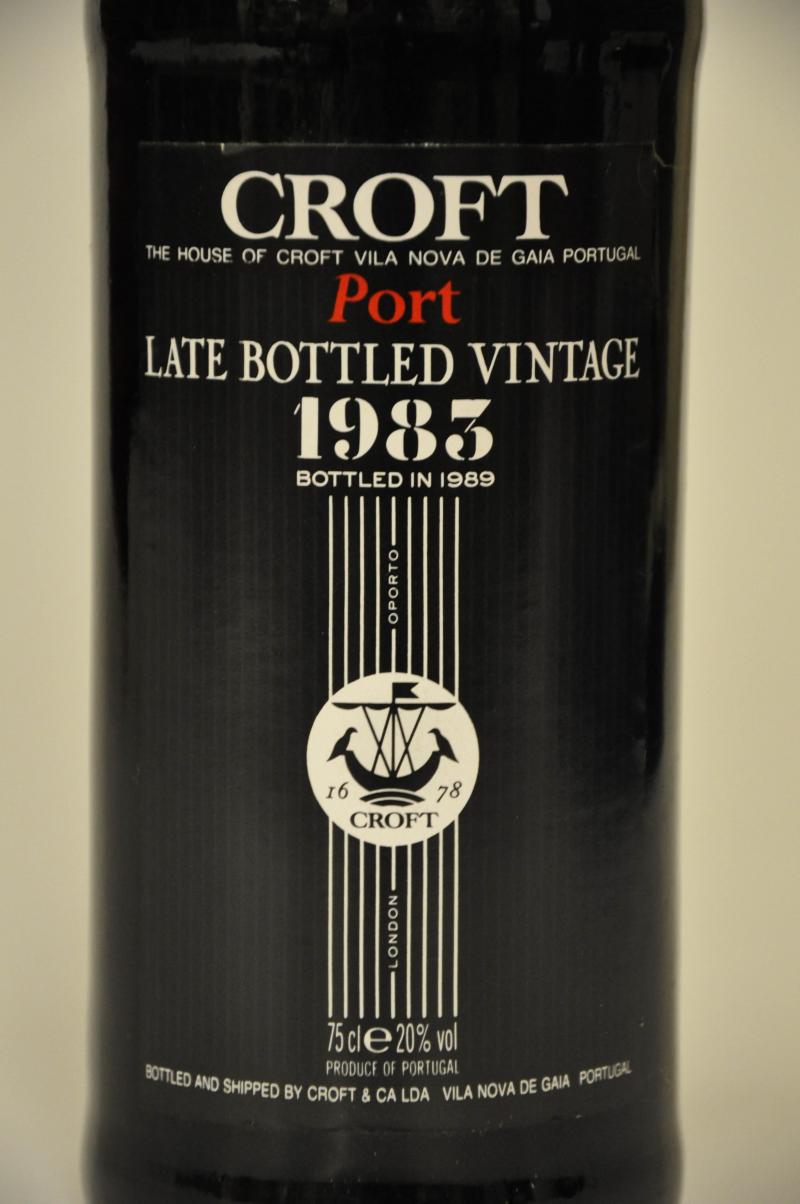 CROFT
THE HOUSE OF CROFT VILA NOVA DE GAIA PORTUGAL
Port
LATE BOTTLED VINTAGE
1983
BOTTLED IN 1989
OPORTO
16 78
CROFT
LONDON
75 cl e 20% vol
PRODUCE OF PORTUGAL
BOTTLED AND SHIPPED BY CROFT & CA LDA VILA NOVA DE GAIA PORTUGAL